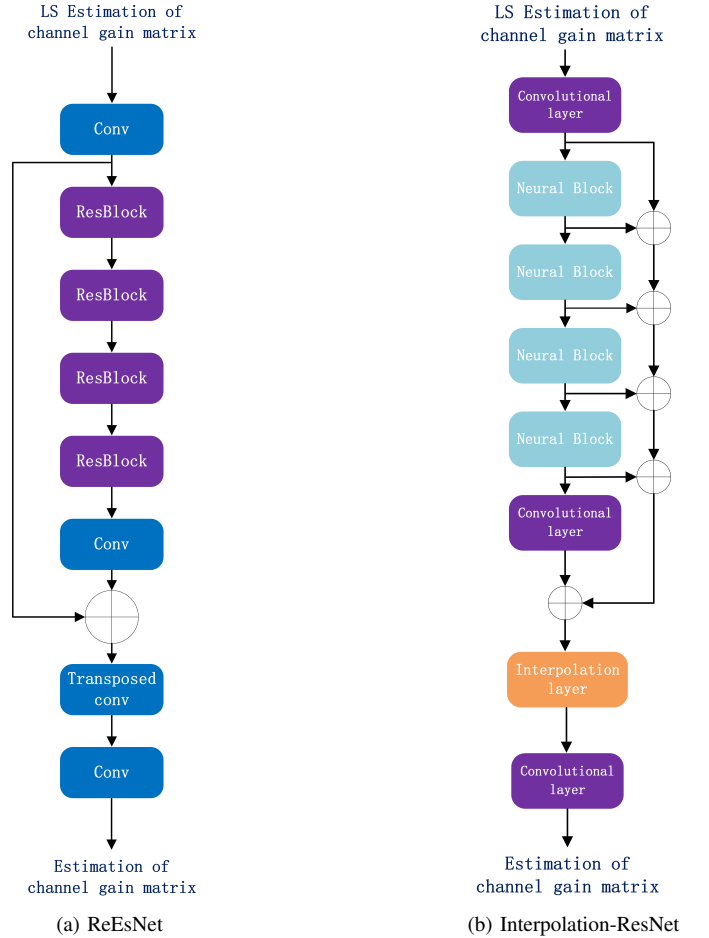 LS Estimation of
channel gain matrix
Conv
ResBlock
ResBlock
ResBlock
ResBlock
Conv
Transposed
conv
Conv
Estimation of
channel gain matrix
(a) ReEsNet
LS Estimation of
channel gain matrix
Convolutional
layer
Neural Block
Neural Block
Neural Block
Neural Block
Convolutional
layer
Interpolation
layer
Convolutional
layer
Estimation of
channel gain matrix
(b) Interpolation-ResNet